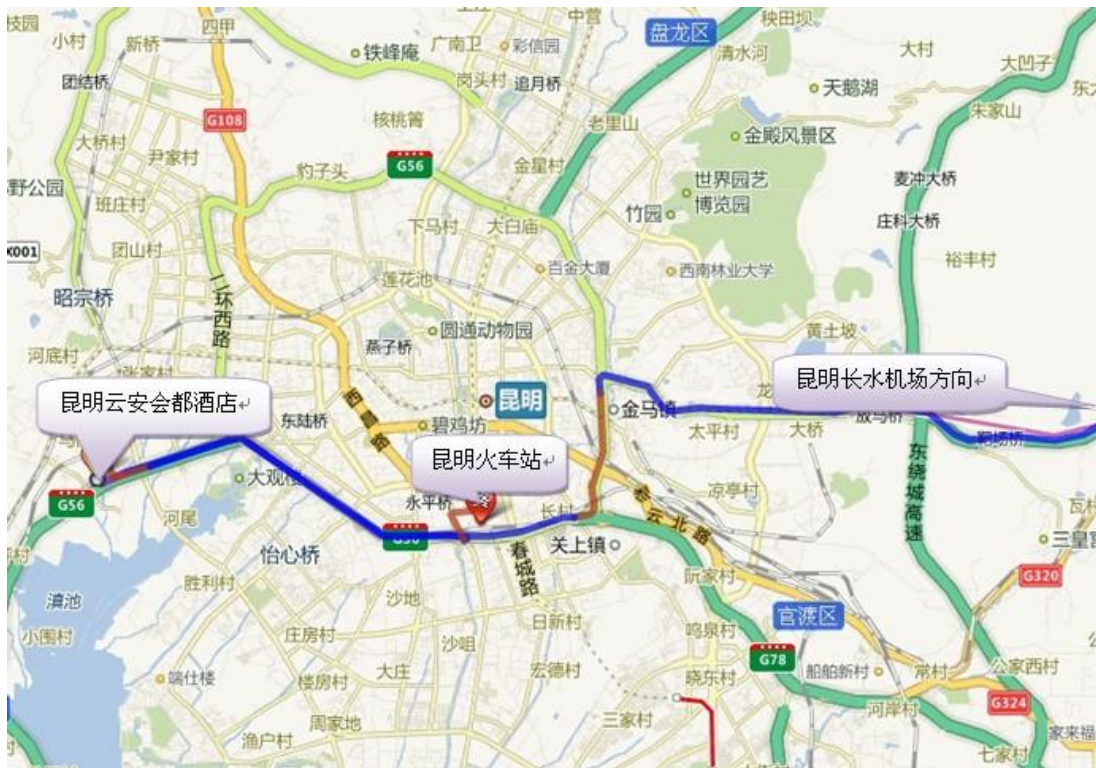 枝园
四甲
中营
秧田坝
小村
新桥
广南卫
彩信园
盘龙区
清水河
大村
铁峰庵
大凹子
团结桥
岗头村
追月桥
天鹅湖
朱家山
G108
核桃箐
老里山
大桥村
金殿风景区
尹家村
豹子头
G56
金星村
世界园艺
博览园
麦冲大桥
野公园
班庄村
竹园
下马村
大白庙
庄科大桥
X001
团山村
百金大厦
西南林业大学
裕丰村
莲花池
昭宗桥
二环西路
圆通动物园
黄土坡
河底村
燕子桥
张家村
昆明长水机场方向
昆明云安会都酒店
昆明
金马镇
放马桥
东陆桥
西昌路
碧鸡坊
太平村
大桥
靶场桥
昆明火车站
东绕城高速
大观楼
凉亭村
G56
永平桥
长村
河尾
G56
昆云北路
瓦村
怡心桥
春城路
关上镇
三皇宫
胜利村
阮家村
G320
滇池
沙地
官渡区
小围村
庄房村
沙咀
日新村
鸣泉村
G78
端仕楼
楼房村
大庄
宏德村
晓东村
船舶新村
常村
公家西村
G324
周家地
三家村
河岸村
渔户村
七家村
家来福